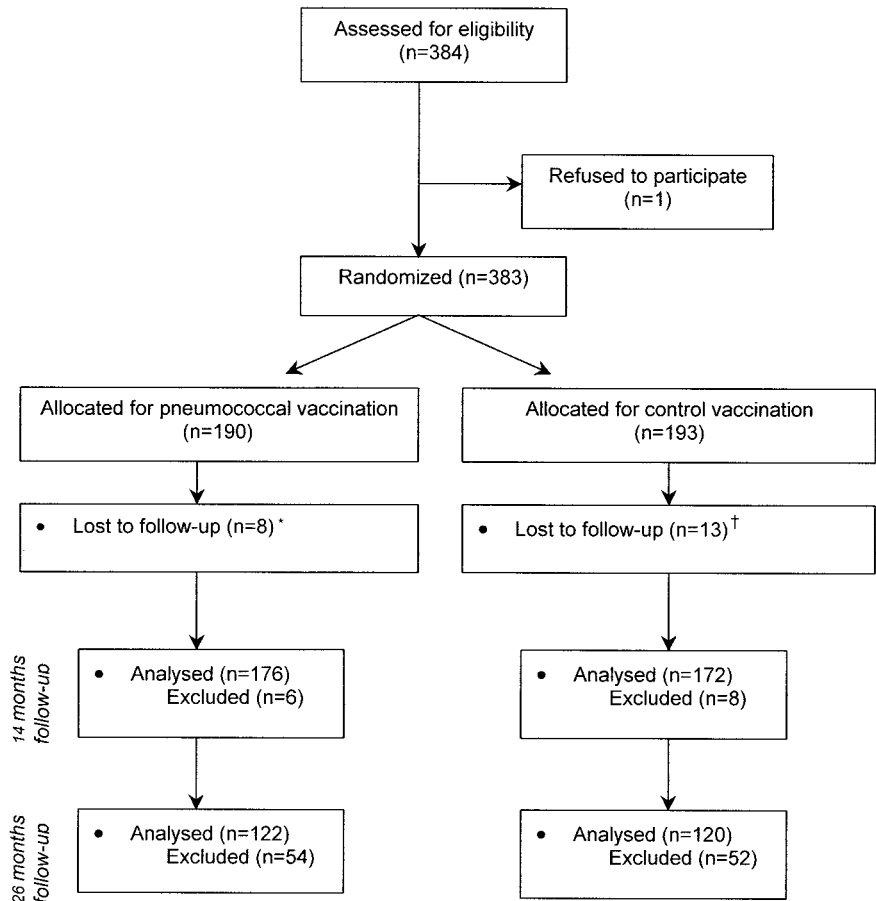 Assessed for eligibility
(n=384)
Refused to participate
(n=1)
Randomized (n=383)
Allocated for pneumococcal vaccination
(n=190)
Allocated for control vaccination
(n=193)
• Lost to follow-up (n=8)*
• Lost to follow-up (n=13)†
14 months
follow-up
• Analysed (n=176)
Excluded (n=6)
• Analysed (n=172)
Excluded (n=8)
26 months
follow-up
• Analysed (n=122)
Excluded (n=54)
• Analysed (n=120)
Excluded (n=52)